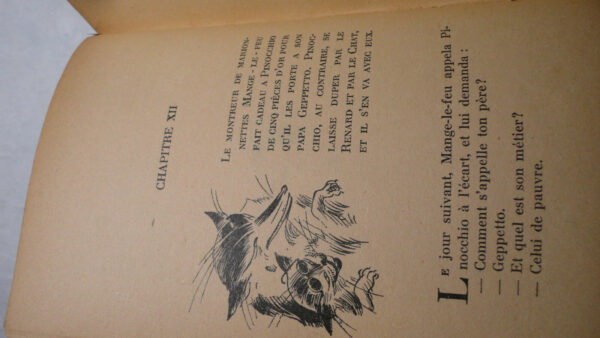 CHAPITRE XII
LE MONTREUR DE MARION-
NETTES MANGE-LE-FEU
FAIT CADEAU A PINOCCHIO
DE CINQ PIÈCES D'OR POUR
QU'IL LES PORTE A SON
PAPA GEPPETTO. PINOC-
CHIO, AU CONTRAIRE, SE
LAISSE DUPER PAR LE
RENARD ET PAR LE CHAT,
ET IL S'EN VA AVEC EUX.
LE jour suivant, Mange-le-feu appela Pi-
nocchio à l'écart, et lui demanda :
— Comment s'appelle ton père?
— Geppetto.
— Et quel est son métier?
— Celui de pauvre.